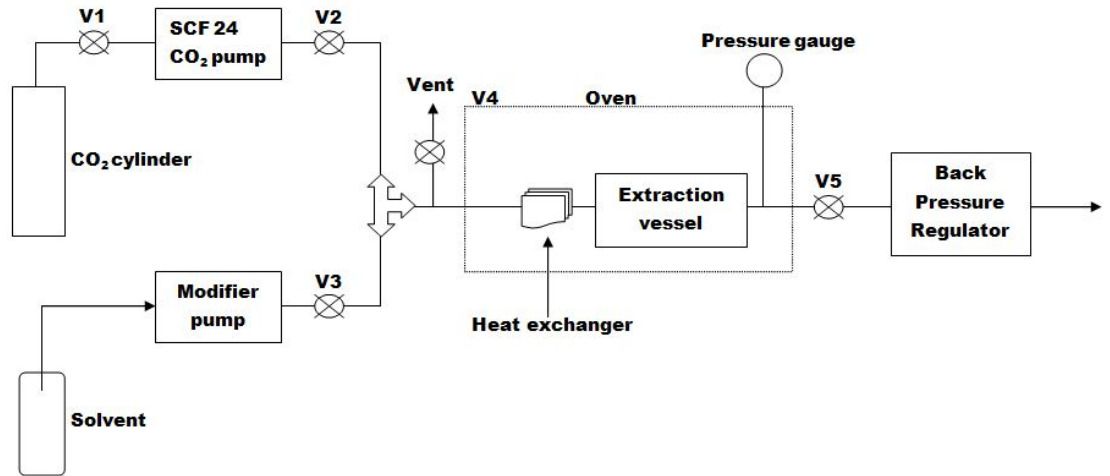 V1
SCF 24
CO₂ pump
V2
Pressure gauge
Vent
V4
Oven
CO₂ cylinder
Extraction
vessel
V5
Back
Pressure
Regulator
Modifier
pump
V3
Heat exchanger
Solvent